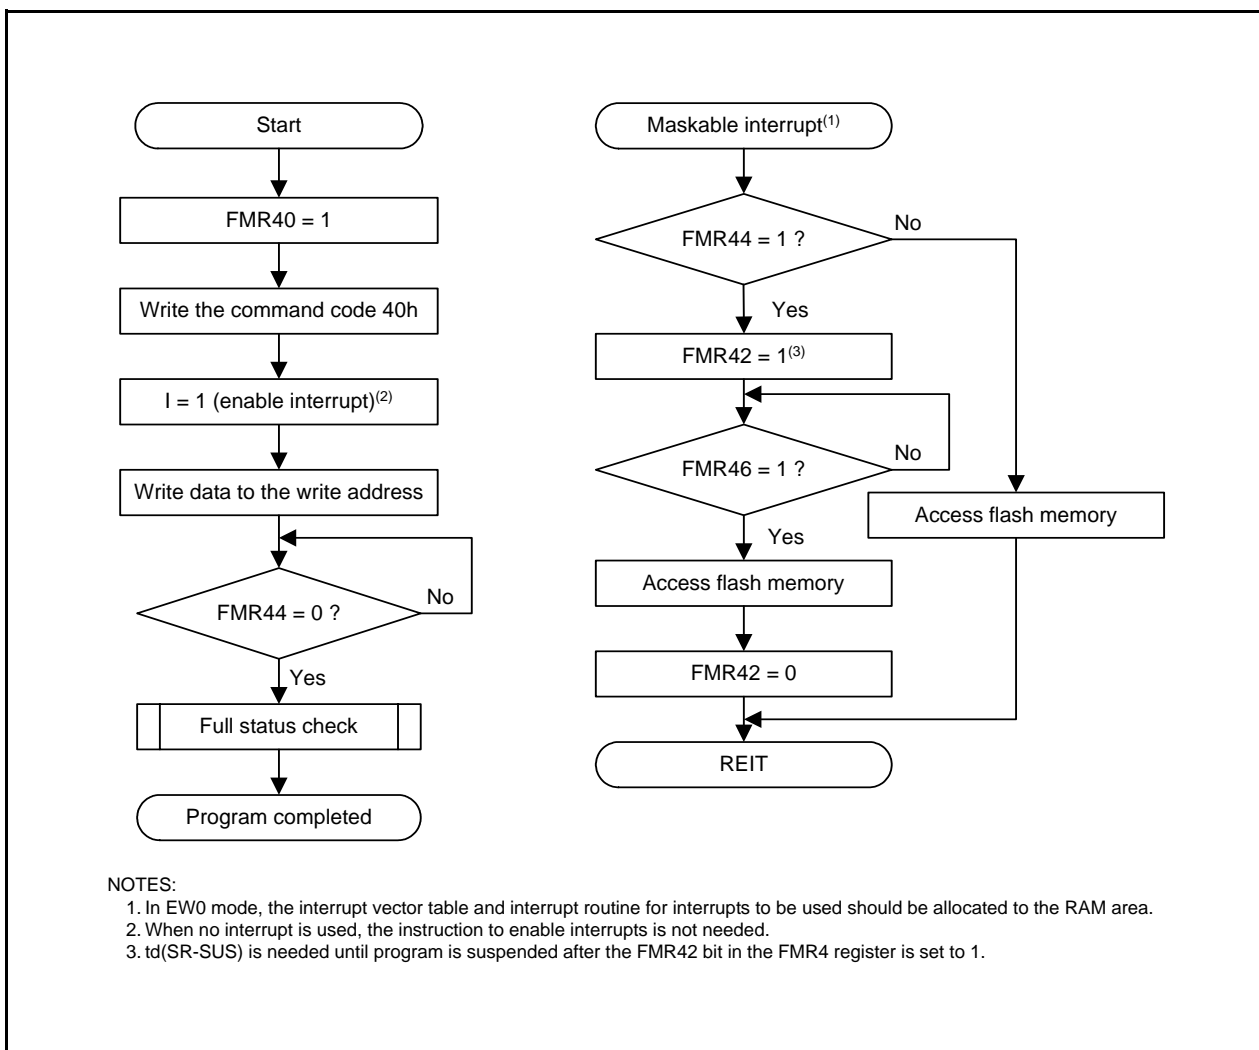 Start
FMR40 = 1
Write the command code 40h
I = 1 (enable interrupt)(2)
Write data to the write address
FMR44 = 0 ?
No
Yes
Full status check
Program completed
Maskable interrupt(1)
FMR44 = 1 ?
No
Yes
FMR42 = 1(3)
FMR46 = 1 ?
No
Yes
Access flash memory
Access flash memory
FMR42 = 0
REIT
NOTES:
1. In EW0 mode, the interrupt vector table and interrupt routine for interrupts to be used should be allocated to the RAM area.
2. When no interrupt is used, the instruction to enable interrupts is not needed.
3. td(SR-SUS) is needed until program is suspended after the FMR42 bit in the FMR4 register is set to 1.